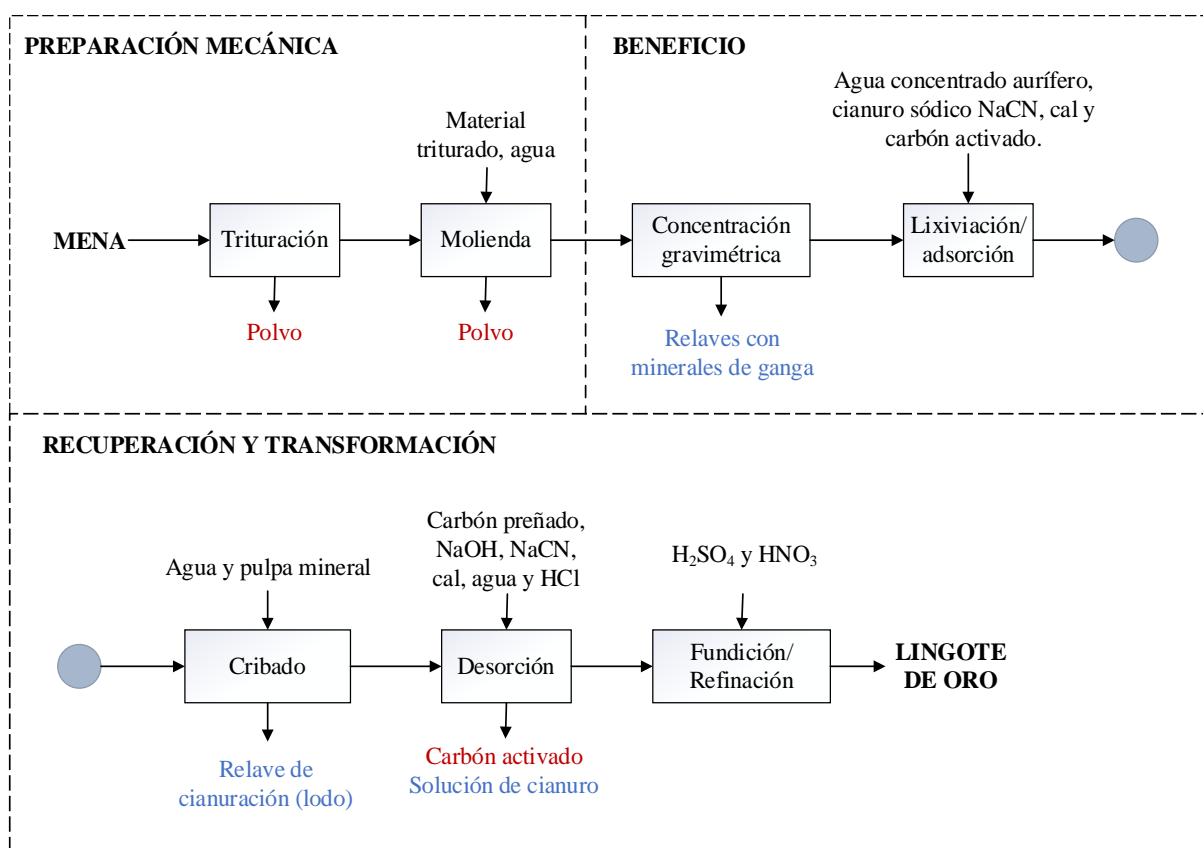 PREPARACIÓN MECÁNICA
BENEFICIO
Material
triturado, agua
Agua concentrado aurífero,
cianuro sódico NaCN, cal y
carbón activado.
MENA
Trituración
Molienda
Concentración
gravimétrica
Lixiviación/
adsorción
Polvo
Polvo
Relaves con
minerales de ganga
RECUPERACIÓN Y TRANSFORMACIÓN
Agua y pulpa mineral
Carbón preñado,
NaOH, NaCN,
cal, agua y HCl
H₂SO₄ y HNO₃
Cribado
Desorción
Fundición/
Refinación
LINGOTE
DE ORO
Relave de
cianuración (lodo)
Carbón activado
Solución de cianuro